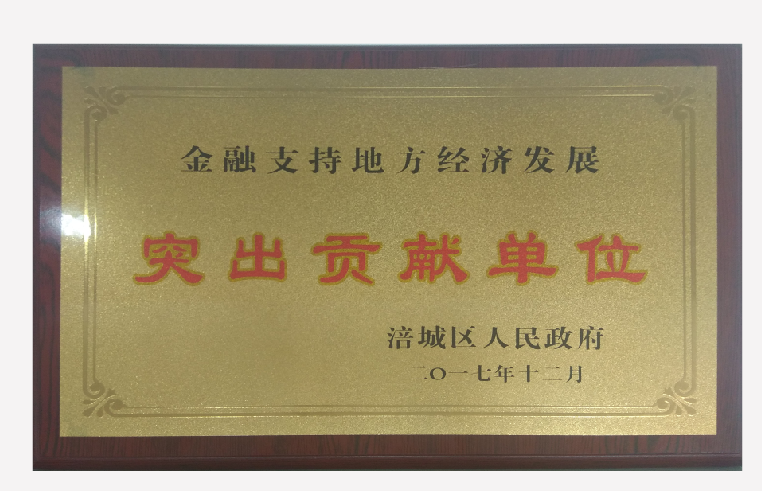 金融支持地方经济发展
突出贡献单位
涪城区人民政府
二〇一七年十二月